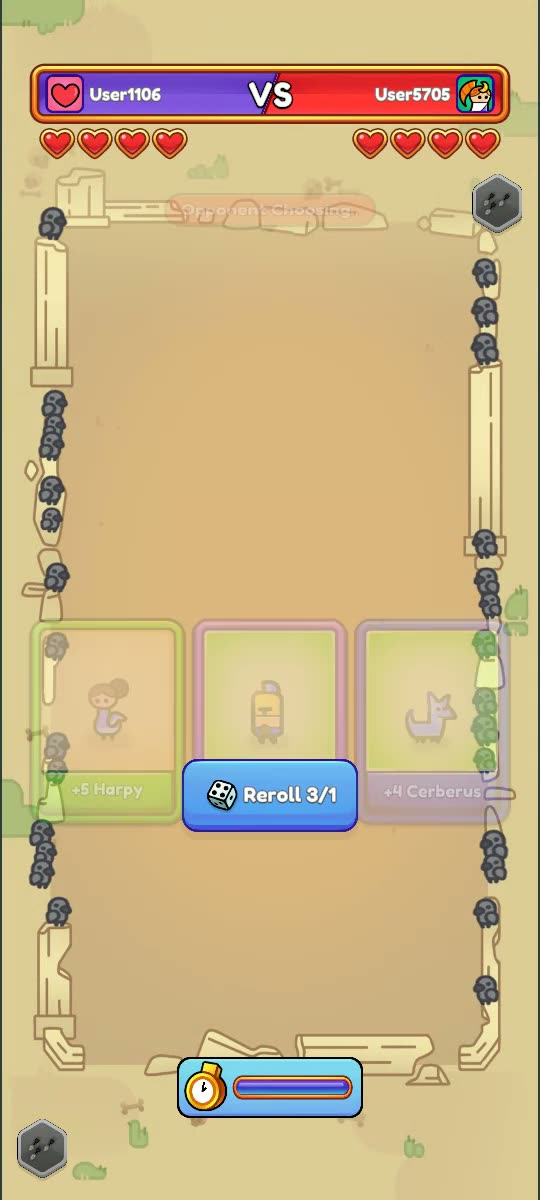 User1106
VS
User5705
Opponent Choosing
+5 Harpy
Reroll 3/1
+4 Cerberus